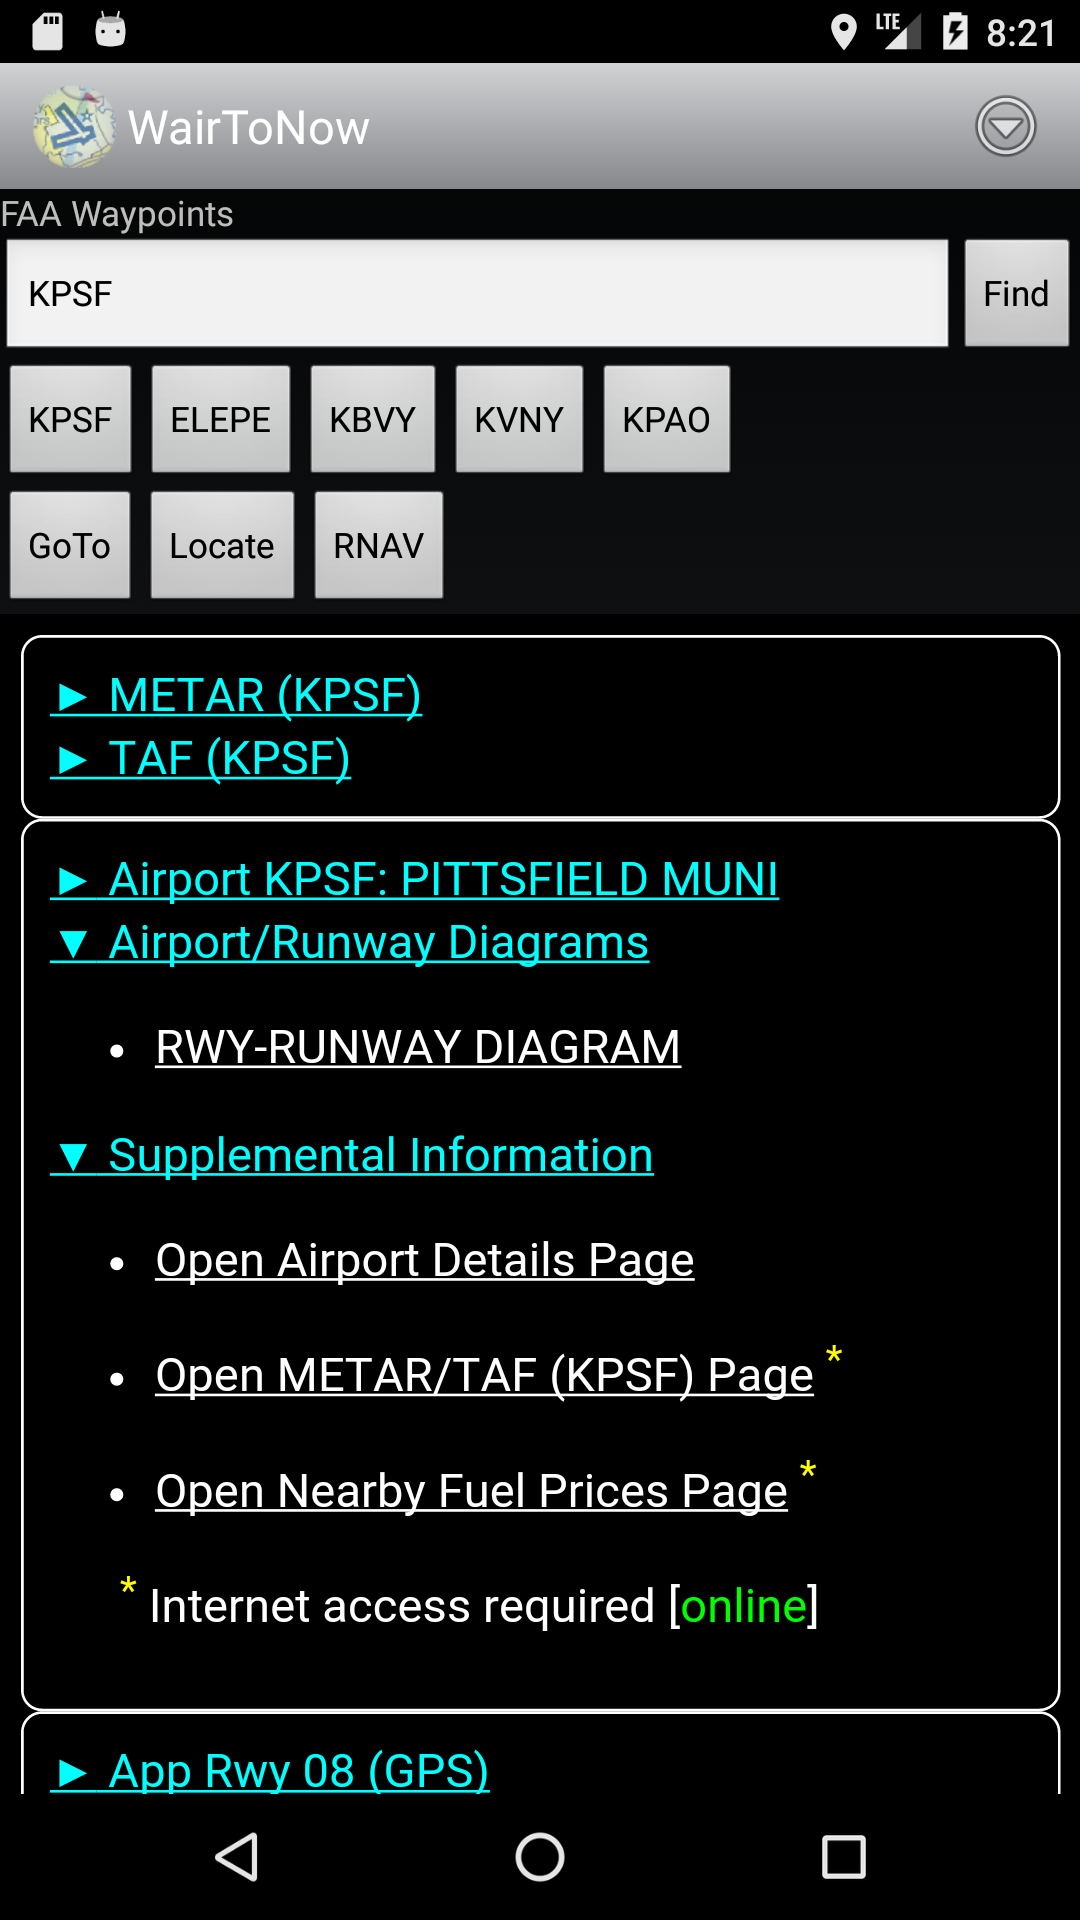 LTE 8:21
WairToNow
FAA Waypoints
KPSF Find
KPSF ELEPE KBVY KVNY KPAO
GoTo Locate RNAV
► METAR (KPSF)
► TAF (KPSF)
► Airport KPSF: PITTSFIELD MUNI
▼ Airport/Runway Diagrams
• RWY-RUNWAY DIAGRAM
▼ Supplemental Information
• Open Airport Details Page
• Open METAR/TAF (KPSF) Page *
• Open Nearby Fuel Prices Page *
* Internet access required [online]
► App Rwy 08 (GPS)